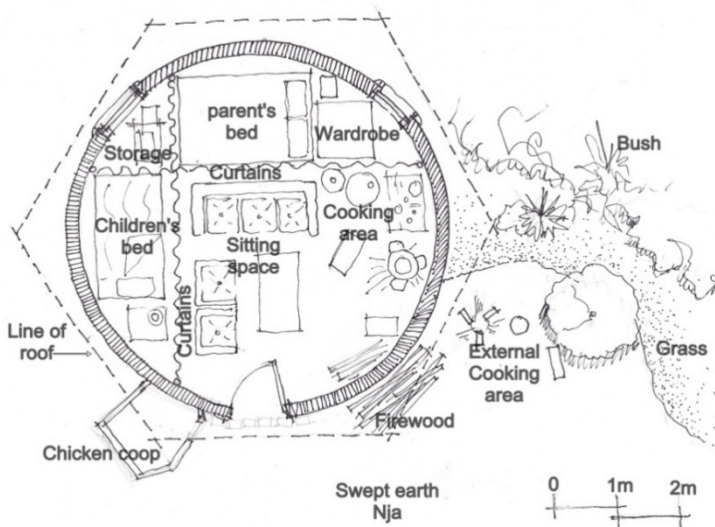 parent's
bed
Wardrobe
Storage
Bush
Curtains
Children's
bed
Cooking
area
Sitting
space
Curtains
Line of
roof
External
Cooking
area
Grass
Firewood
Chicken coop
Swept earth
Nja
0 1m 2m